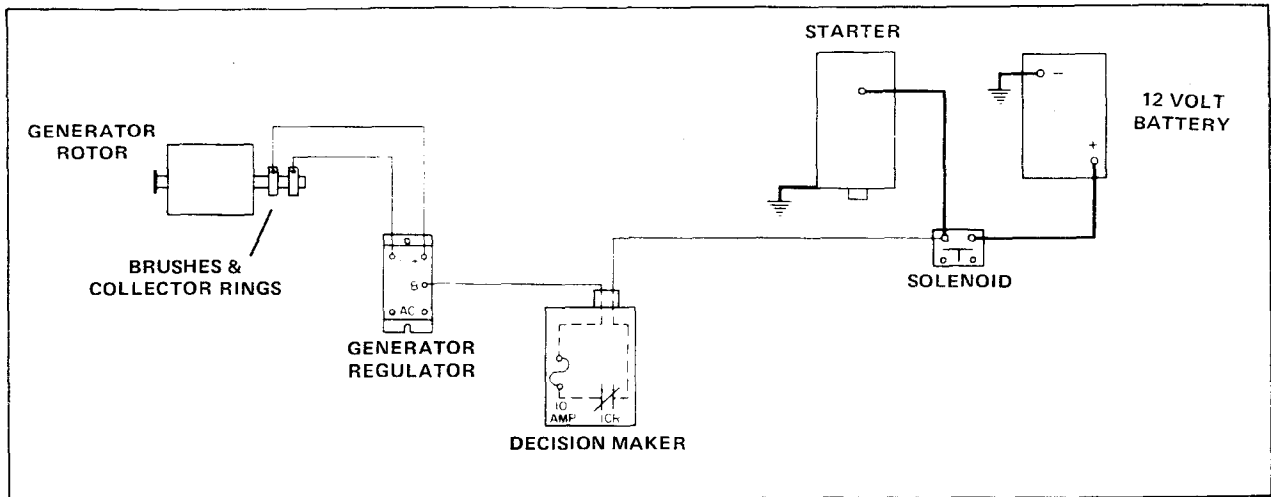 STARTER
12 VOLT
BATTERY
−
+
GENERATOR
ROTOR
BRUSHES &
COLLECTOR RINGS
- +
B
AC
GENERATOR
REGULATOR
SOLENOID
10
AMP
1CR
DECISION MAKER